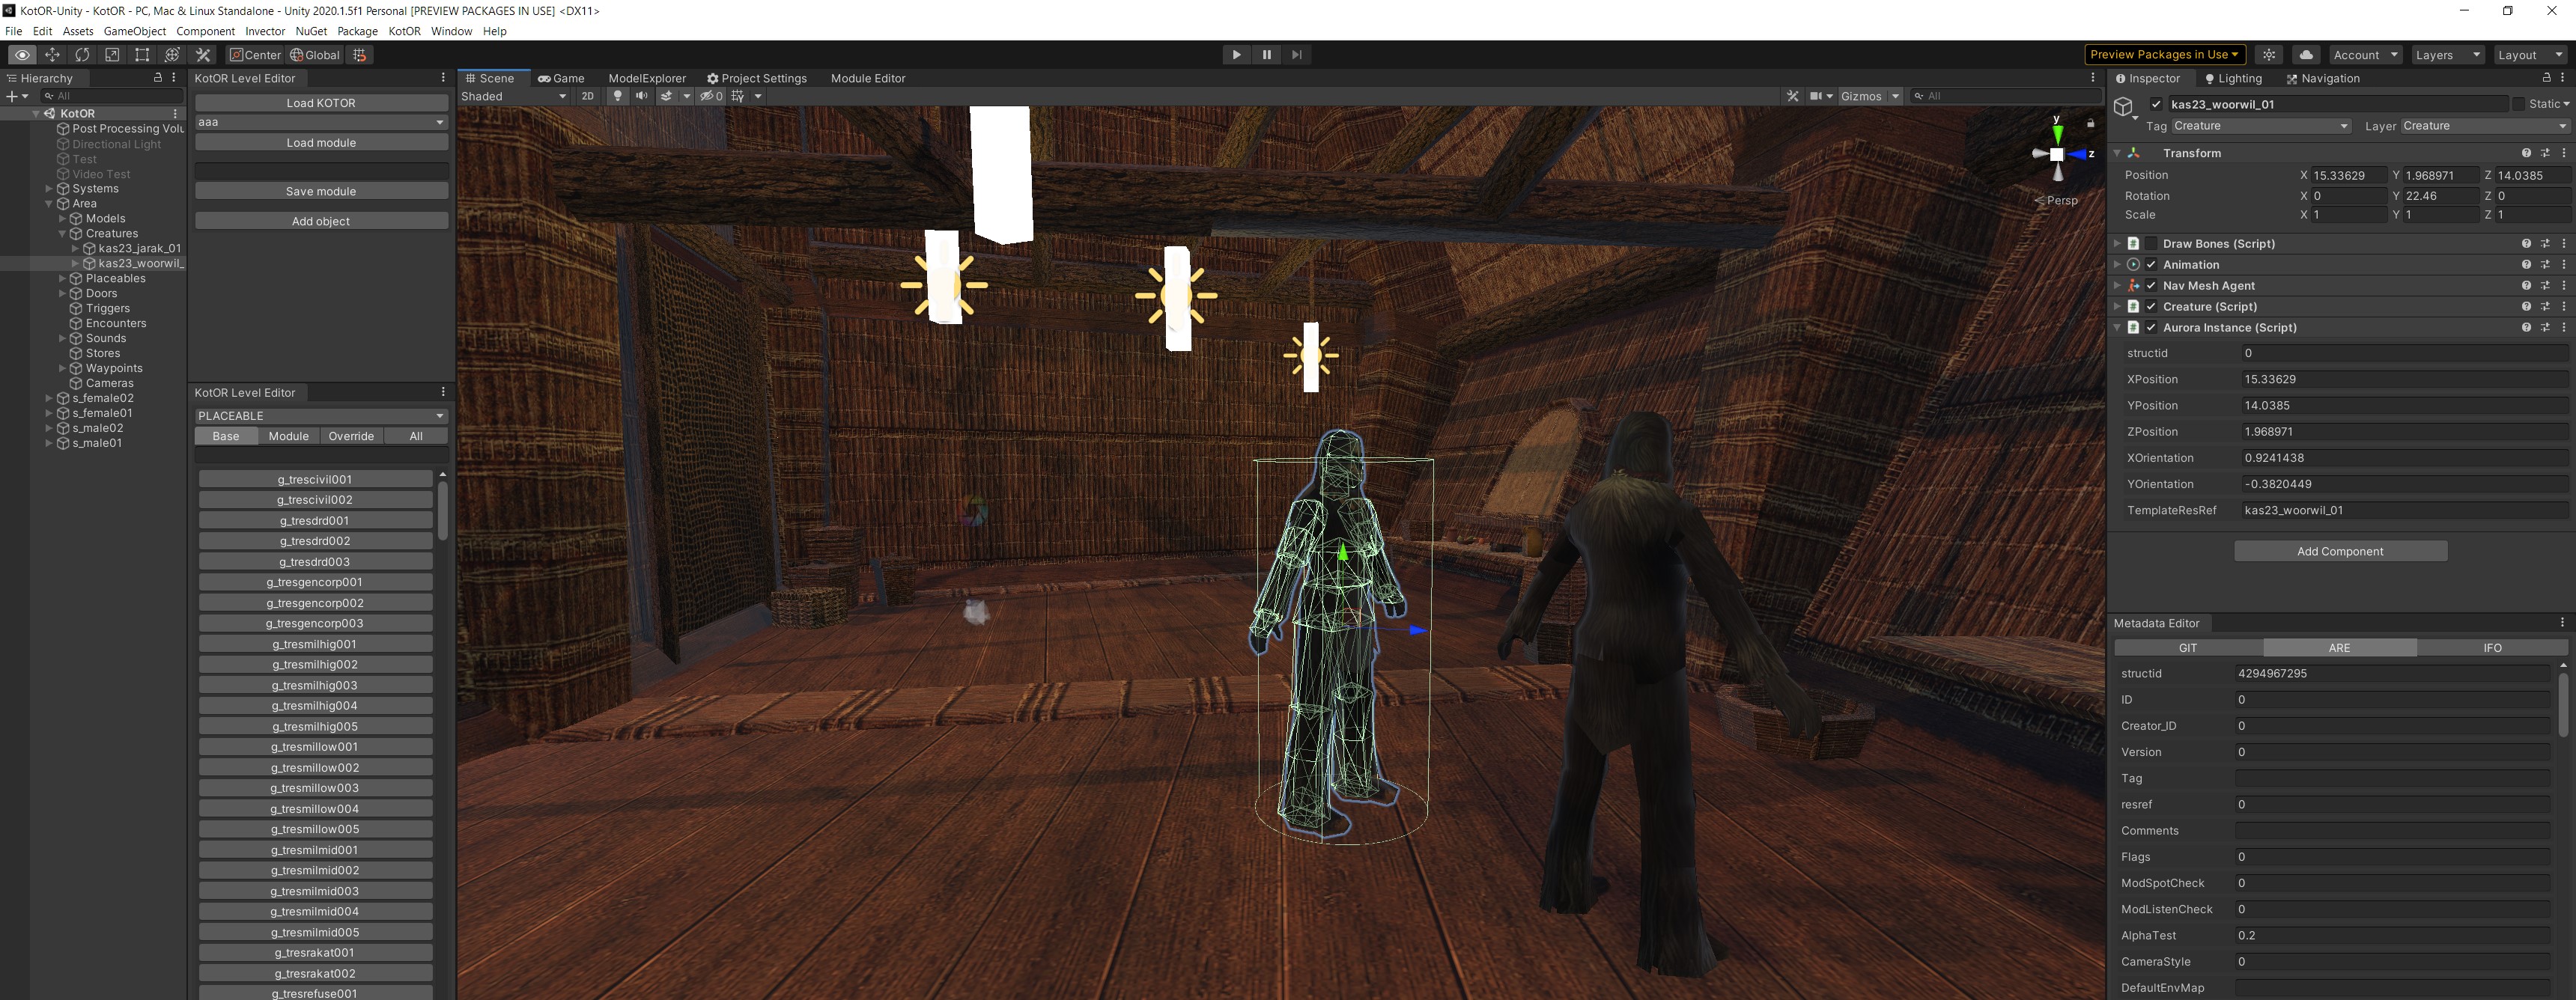 KotOR-Unity - KotOR - PC, Mac & Linux Standalone - Unity 2020.1.5f1 Personal [PREVIEW PACKAGES IN USE] <DX11>
File Edit Assets GameObject Component Invector NuGet Package KotOR Window Help
Center Global Preview Packages in Use Account Layers Layout
Hierarchy
All
KotOR
Post Processing Volu
Directional Light
Test
Video Test
Systems
Area
Models
Creatures
kas23_jarak_01
kas23_woorwil_
Placeables
Doors
Triggers
Encounters
Sounds
Stores
Waypoints
Cameras
s_female02
s_female01
s_male02
s_male01
KotOR Level Editor
Load KOTOR
aaa
Load module
Save module
Add object
KotOR Level Editor
PLACEABLE
Base Module Override All
g_trescivil001
g_trescivil002
g_tresdrd001
g_tresdrd002
g_tresdrd003
g_tresgencorp001
g_tresgencorp002
g_tresgencorp003
g_tresmilhig001
g_tresmilhig002
g_tresmilhig003
g_tresmilhig004
g_tresmilhig005
g_tresmillow001
g_tresmillow002
g_tresmillow003
g_tresmillow004
g_tresmillow005
g_tresmilmid001
g_tresmilmid002
g_tresmilmid003
g_tresmilmid004
g_tresmilmid005
g_tresrakat001
g_tresrakat002
g_tresrefuse001
Scene Game ModelExplorer Project Settings Module Editor
Shaded 2D 0 Gizmos All
y
z
Persp
Inspector Lighting Navigation
kas23_woorwil_01 Static
Tag Creature Layer Creature
Transform
Position X 15.33629 Y 1.968971 Z 14.0385
Rotation X 0 Y 22.46 Z 0
Scale X 1 Y 1 Z 1
Draw Bones (Script)
Animation
Nav Mesh Agent
Creature (Script)
Aurora Instance (Script)
structid 0
XPosition 15.33629
YPosition 14.0385
ZPosition 1.968971
XOrientation 0.9241438
YOrientation -0.3820449
TemplateResRef kas23_woorwil_01
Add Component
Metadata Editor
GIT ARE IFO
structid 4294967295
ID 0
Creator_ID 0
Version 0
Tag
resref 0
Comments
Flags 0
ModSpotCheck 0
ModListenCheck 0
AlphaTest 0.2
CameraStyle 0
DefaultEnvMap